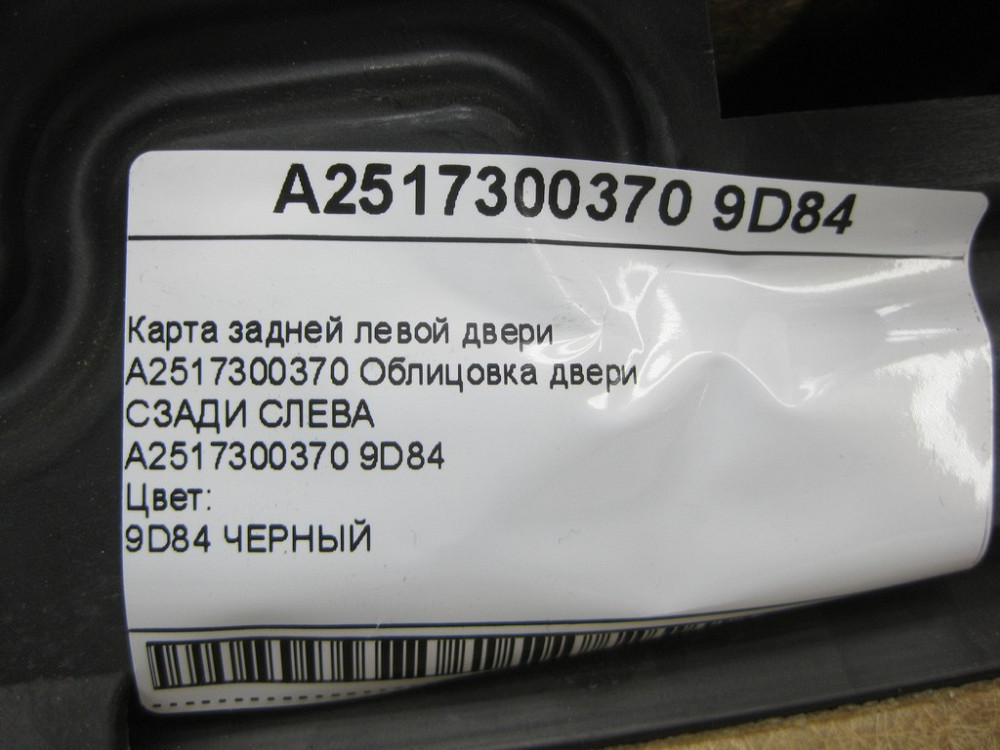 A2517300370 9D84
Карта задней левой двери
A2517300370 Облицовка двери
СЗАДИ СЛЕВА
A2517300370 9D84
Цвет:
9D84 ЧЕРНЫЙ